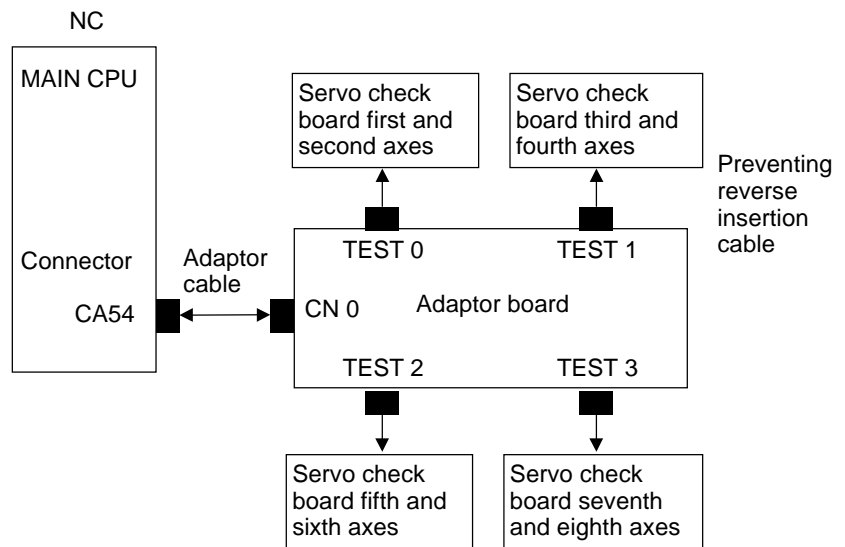 NC
MAIN CPU
Connector
CA54
Adaptor
cable
Servo check
board first and
second axes
Servo check
board third and
fourth axes
Preventing
reverse
insertion
cable
TEST 0
TEST 1
CN 0
Adaptor board
TEST 2
TEST 3
Servo check
board fifth and
sixth axes
Servo check
board seventh
and eighth axes